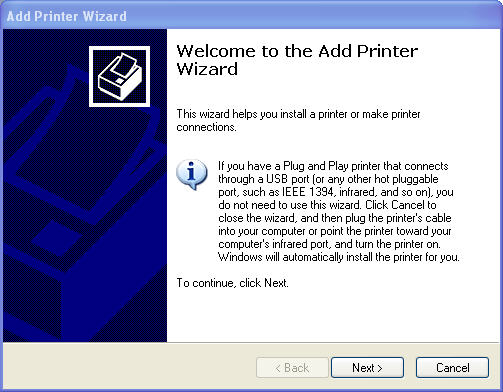 Add Printer Wizard
Welcome to the Add Printer
Wizard
This wizard helps you install a printer or make printer
connections.
If you have a Plug and Play printer that connects
through a USB port (or any other hot pluggable
port, such as IEEE 1394, infrared, and so on), you
do not need to use this wizard. Click Cancel to
close the wizard, and then plug the printer's cable
into your computer or point the printer toward your
computer's infrared port, and turn the printer on.
Windows will automatically install the printer for you.
To continue, click Next.
< Back
Next >
Cancel